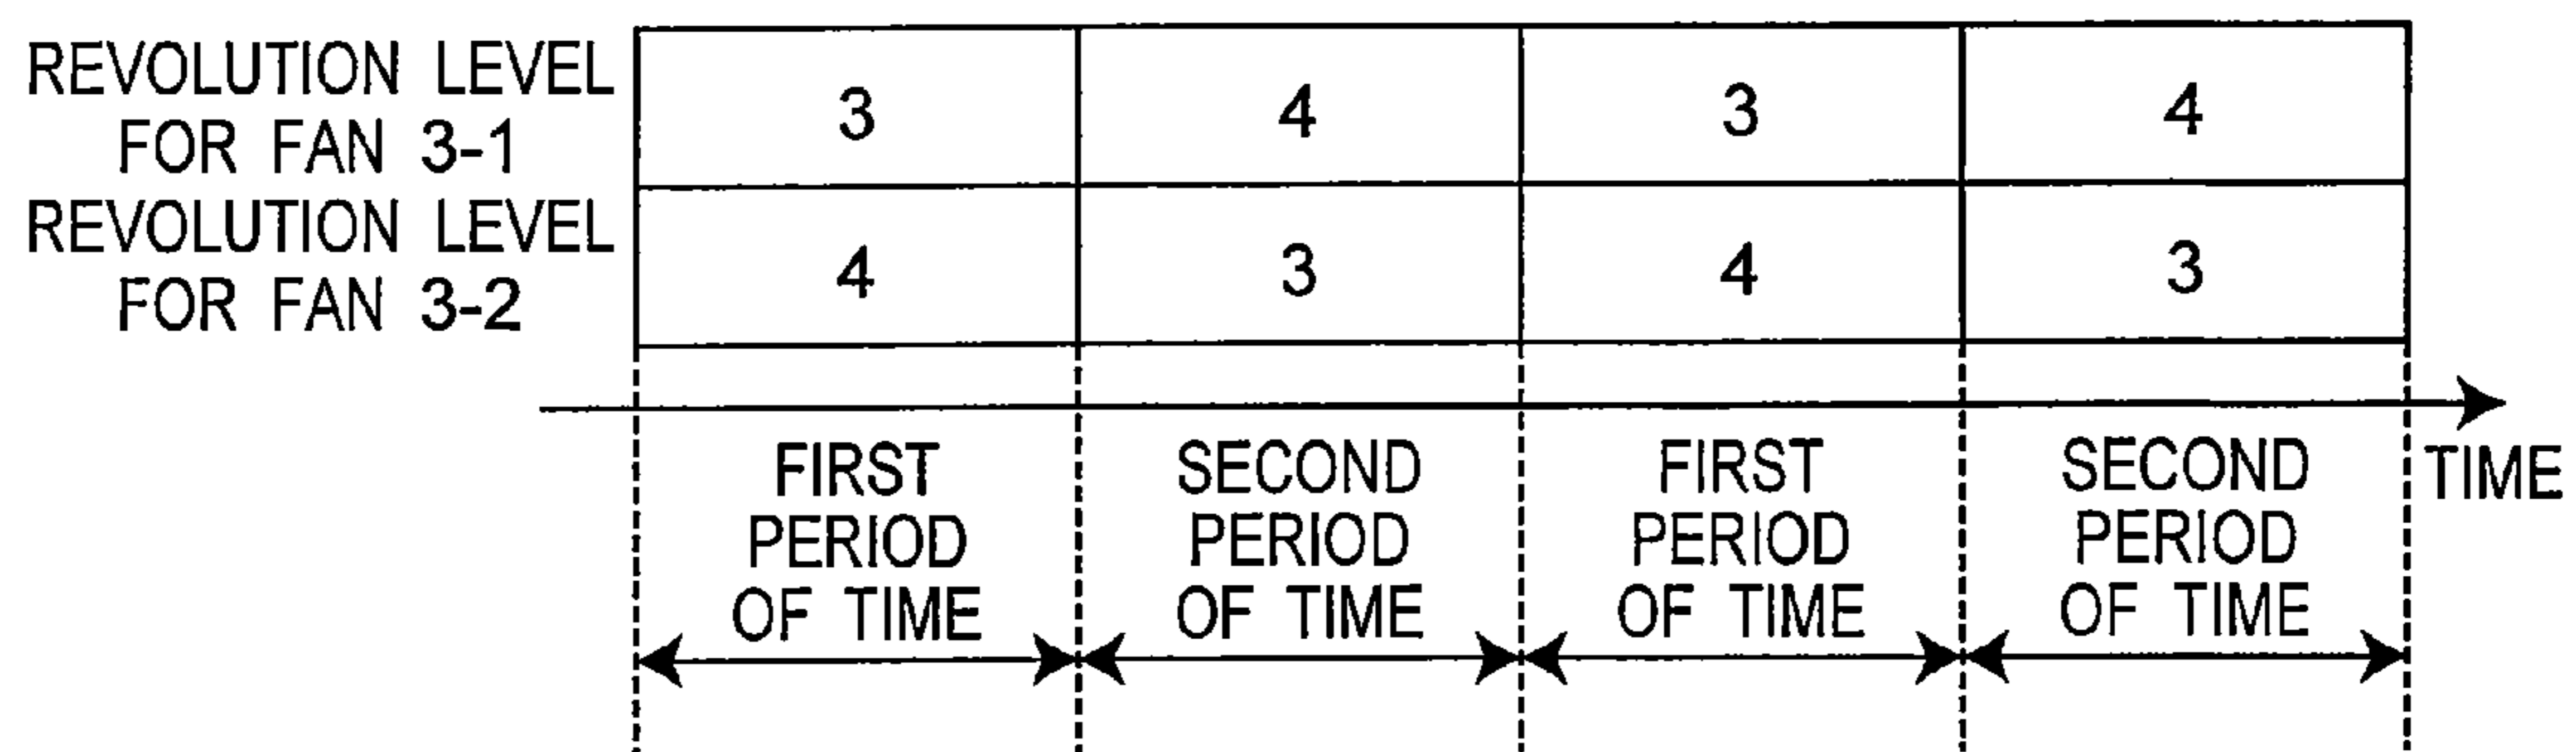 REVOLUTION LEVEL
FOR FAN 3-1
3 4 3 4
REVOLUTION LEVEL
FOR FAN 3-2
4 3 4 3
FIRST
PERIOD
OF TIME
SECOND
PERIOD
OF TIME
FIRST
PERIOD
OF TIME
SECOND
PERIOD
OF TIME
TIME